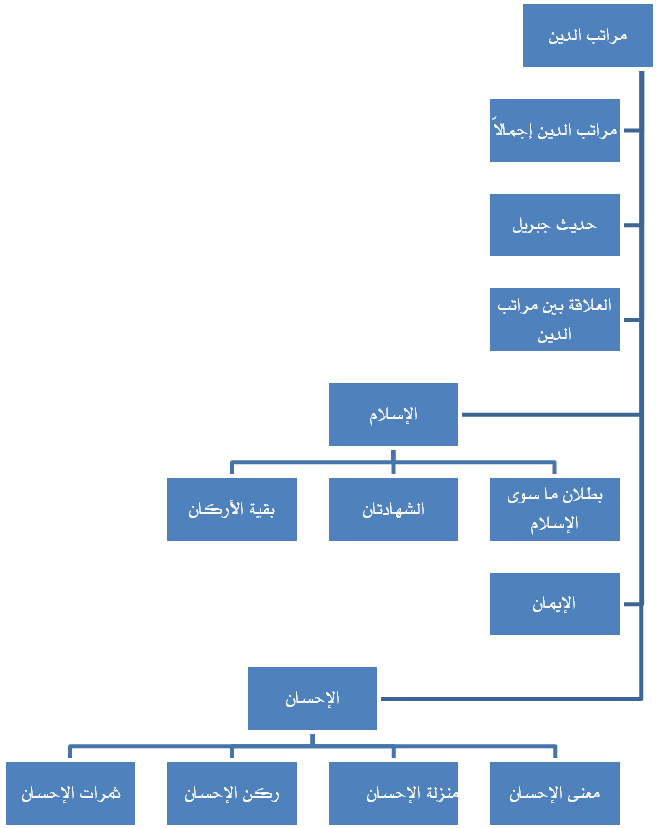 مراتب الدين
مراتب الدين إجمالاً
حديث جبريل
العلاقة بين مراتب
الدين
الإسلام
بطلان ما سوى
الإسلام
الشهادتان
بقية الأركان
الإيمان
الإحسان
معنى الإحسان
منزلة الإحسان
ركن الإحسان
ثمرات الإحسان